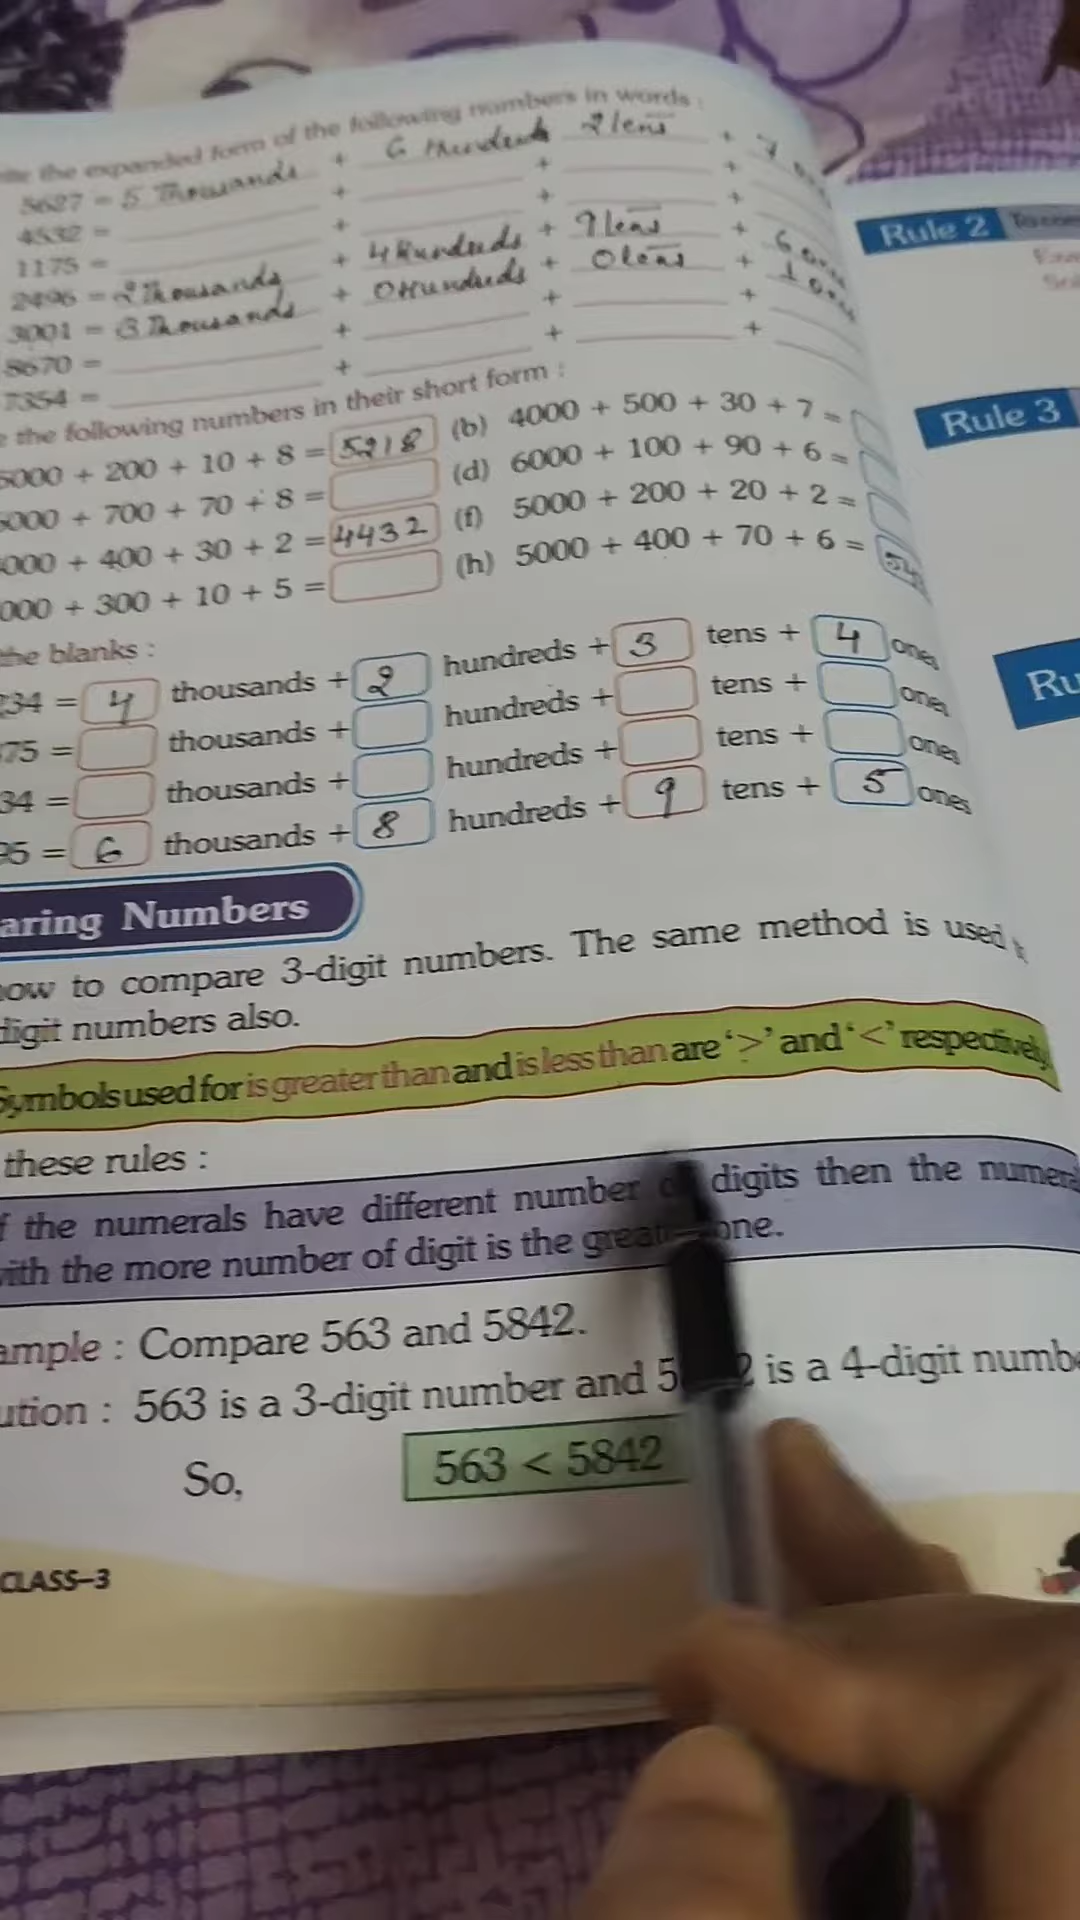 the expanded form of the following numbers in words :
5627 = 5 Thousands + 6 Hundreds 2 tens + 7
4532 = + + +
1175 = + + +
2496 = 2 Thousands + 4 Hundreds + 9 tens + 6 ones
3001 = 3 Thousands + 0 Hundreds + 0 tens + 1 ones
8670 = + + +
7354 = + + +
the following numbers in their short form :
5000 + 200 + 10 + 8 = 5218 (b) 4000 + 500 + 30 + 7 =
000 + 700 + 70 + 8 = (d) 6000 + 100 + 90 + 6 =
000 + 400 + 30 + 2 = 4432 (f) 5000 + 200 + 20 + 2 =
000 + 300 + 10 + 5 = (h) 5000 + 400 + 70 + 6 = 54
the blanks :
234 = 4 thousands + 2 hundreds + 3 tens + 4 ones
75 = thousands + hundreds + tens + ones
34 = thousands + hundreds + tens + ones
95 = 6 thousands + 8 hundreds + 9 tens + 5 ones
aring Numbers
how to compare 3-digit numbers. The same method is used
digit numbers also.
Symbols used for is greater than and is less than are '>' and '<' respectively
these rules :
f the numerals have different number digits then the numera
with the more number of digit is the one.
ample : Compare 563 and 5842.
ution : 563 is a 3-digit number and 5 2 is a 4-digit numbe
So, 563 < 5842
CLASS-3
Rule 2
Rule 3
Ru